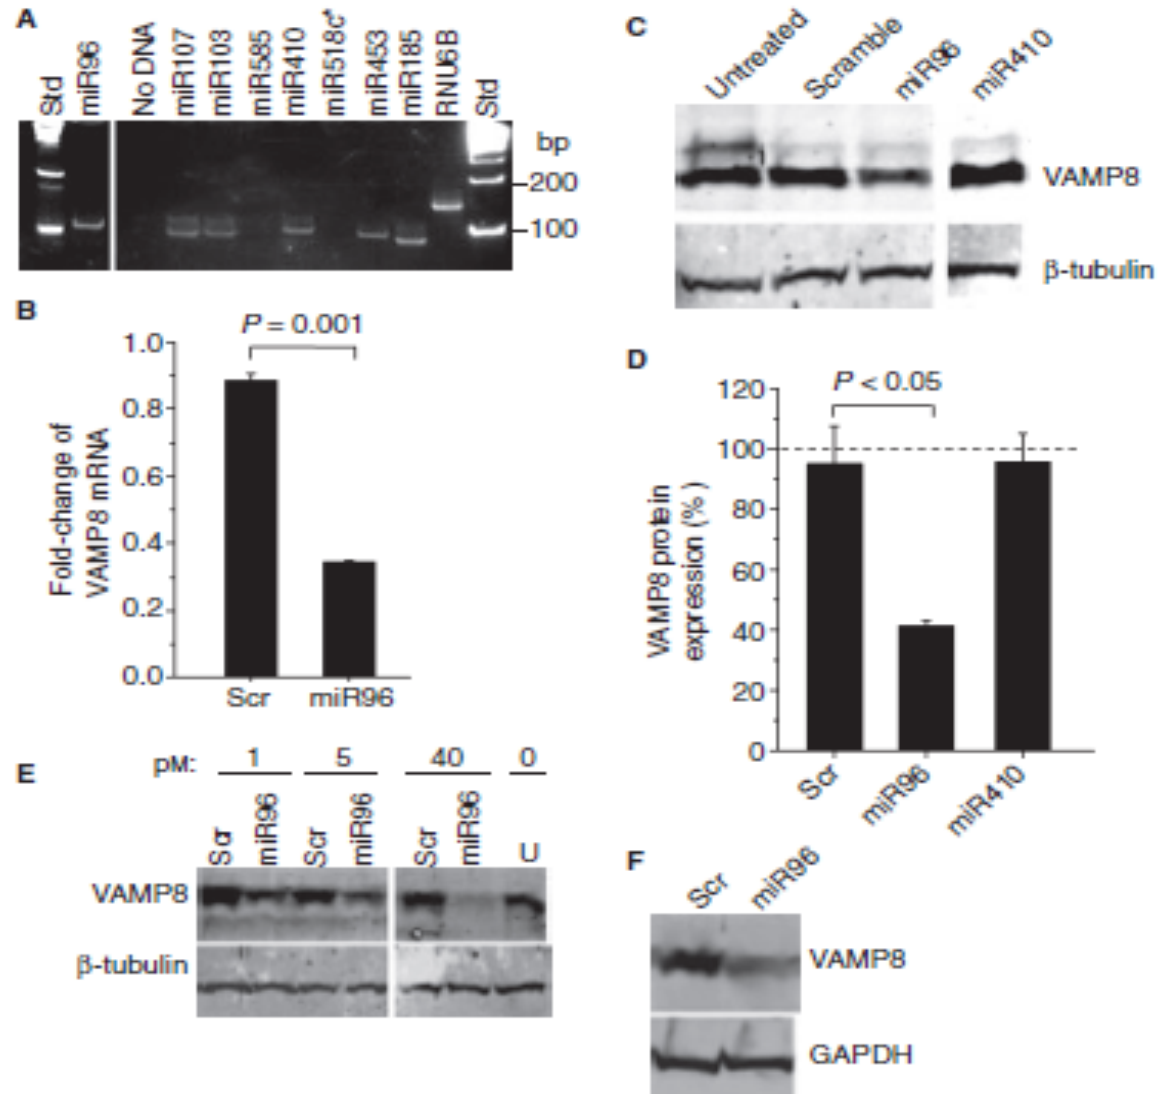 A
Std
miR96
No DNA
miR107
miR103
miR585
miR410
miR518c*
miR453
miR185
RNU6B
Std
bp
200
100
B
P = 0.001
Fold-change of
VAMP8 mRNA
1.0
0.8
0.6
0.4
0.2
0.0
Scr
miR96
C
Untreated
Scramble
miR96
miR410
VAMP8
β-tubulin
D
P < 0.05
VAMP8 protein
expression (%)
120
100
80
60
40
20
0
Scr
miR96
miR410
E
pM: 1 5 40 0
Scr
miR96
Scr
miR96
Scr
miR96
U
VAMP8
β-tubulin
F
Scr
miR96
VAMP8
GAPDH